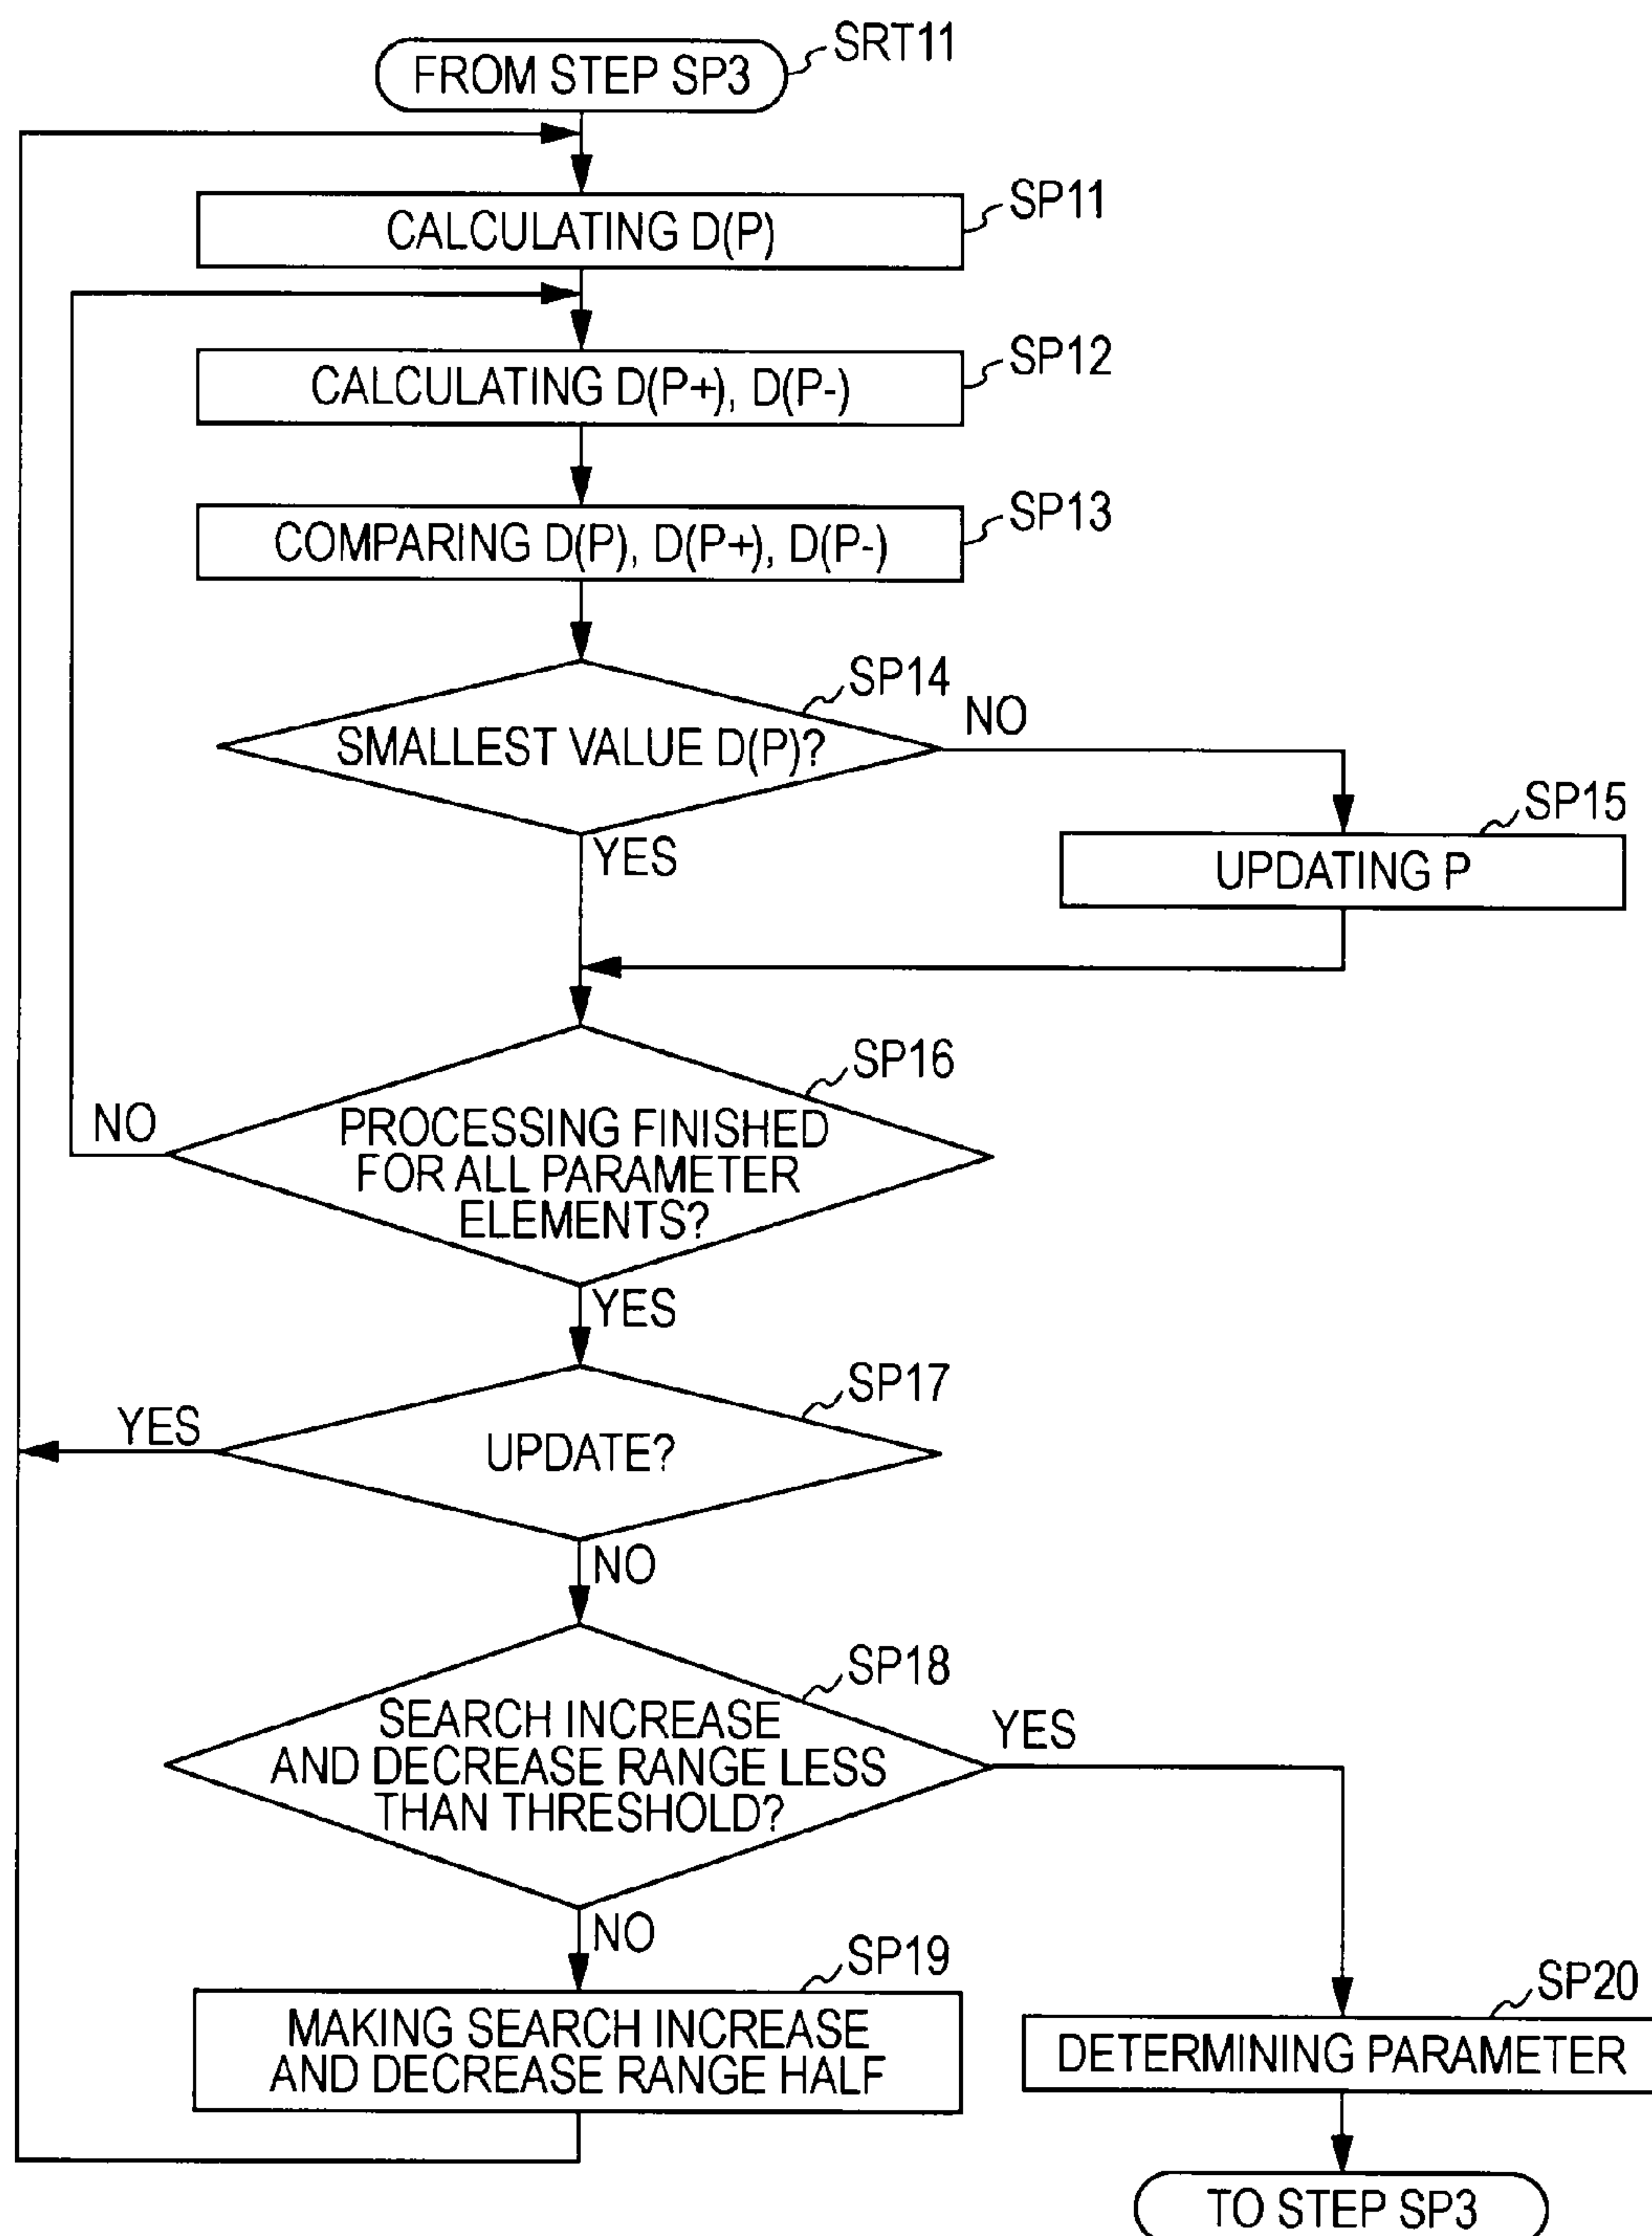 FROM STEP SP3
SRT11
CALCULATING D(P)
SP11
CALCULATING D(P+), D(P-)
SP12
COMPARING D(P), D(P+), D(P-)
SP13
SMALLEST VALUE D(P)?
SP14
NO
YES
UPDATING P
SP15
PROCESSING FINISHED
FOR ALL PARAMETER
ELEMENTS?
SP16
NO
YES
UPDATE?
SP17
YES
NO
SEARCH INCREASE
AND DECREASE RANGE LESS
THAN THRESHOLD?
SP18
YES
NO
MAKING SEARCH INCREASE
AND DECREASE RANGE HALF
SP19
DETERMINING PARAMETER
SP20
TO STEP SP3